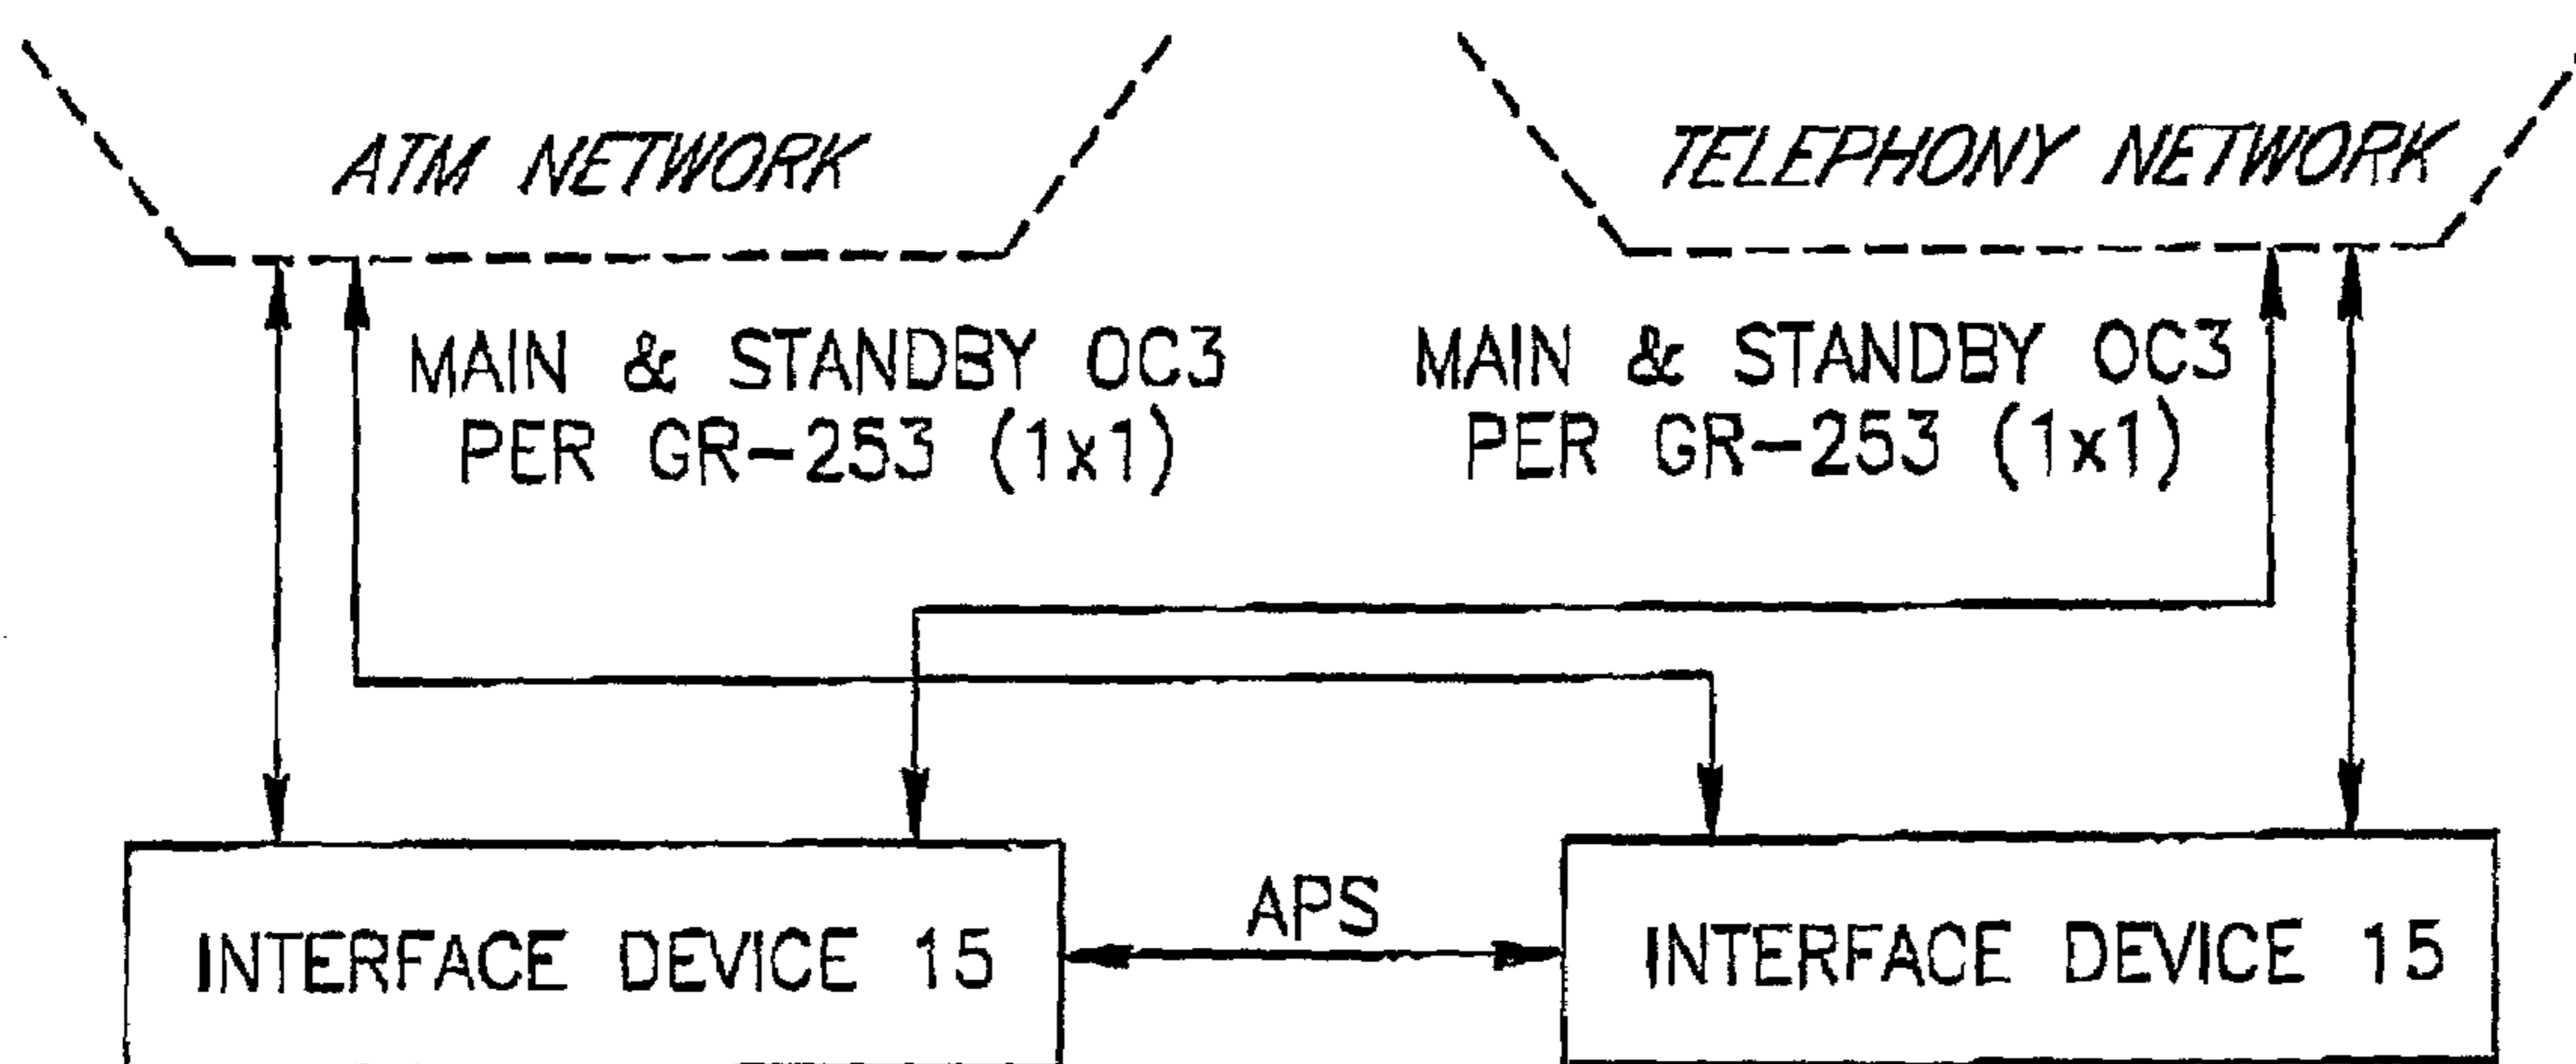 ATM NETWORK
TELEPHONY NETWORK
MAIN & STANDBY OC3
PER GR-253 (1x1)
MAIN & STANDBY OC3
PER GR-253 (1x1)
APS
INTERFACE DEVICE 15
INTERFACE DEVICE 15